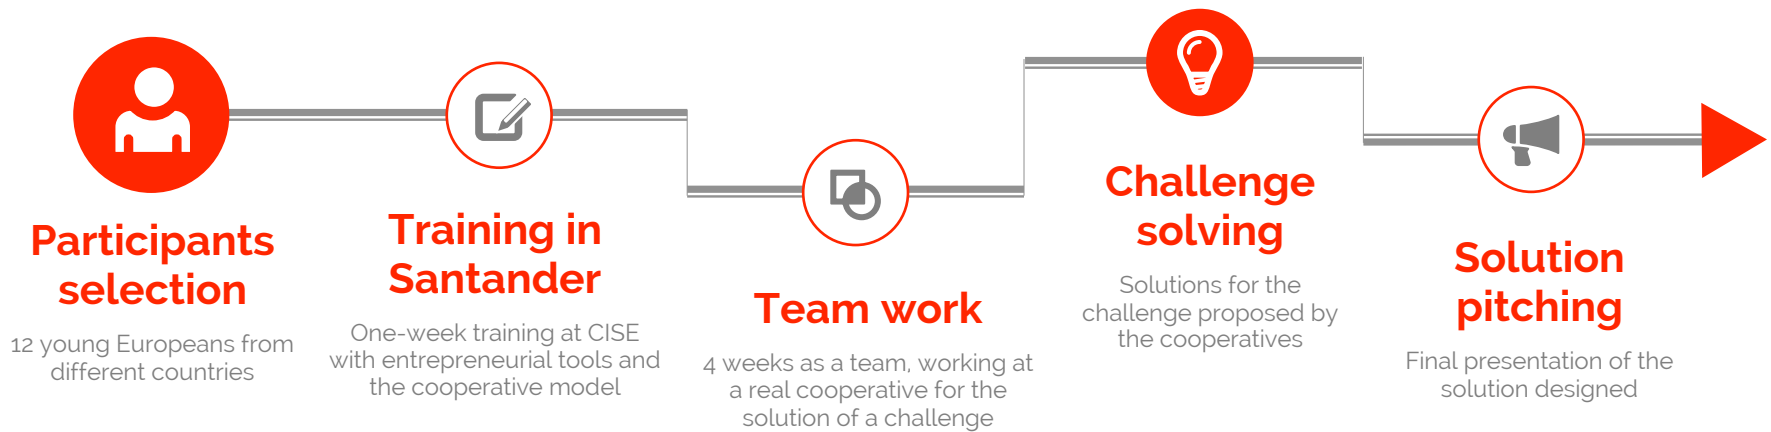 Participants
selection
12 young Europeans from
different countries
Training in
Santander
One-week training at CISE
with entrepreneurial tools and
the cooperative model
Team work
4 weeks as a team, working at
a real cooperative for the
solution of a challenge
Challenge
solving
Solutions for the
challenge proposed by
the cooperatives
Solution
pitching
Final presentation of the
solution designed